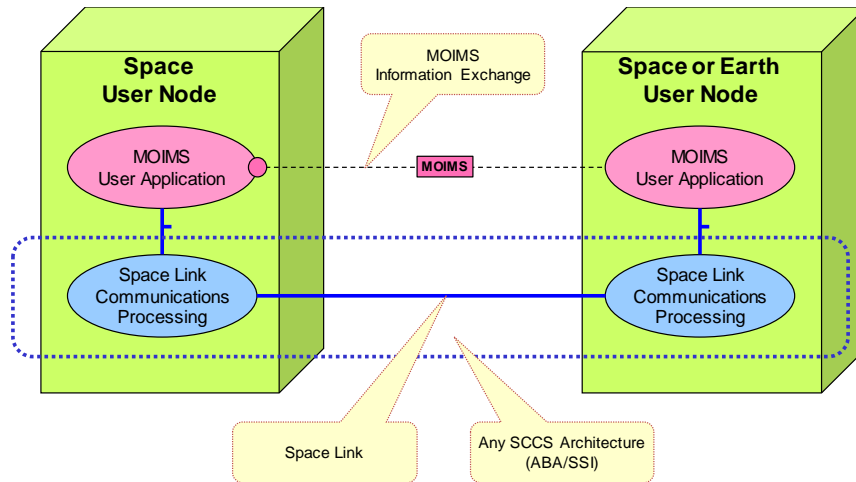 Space
User Node
MOIMS
Information Exchange
Space or Earth
User Node
MOIMS
User Application
MOIMS
MOIMS
User Application
Space Link
Communications
Processing
Space Link
Communications
Processing
Space Link
Any SCCS Architecture
(ABA/SSI)